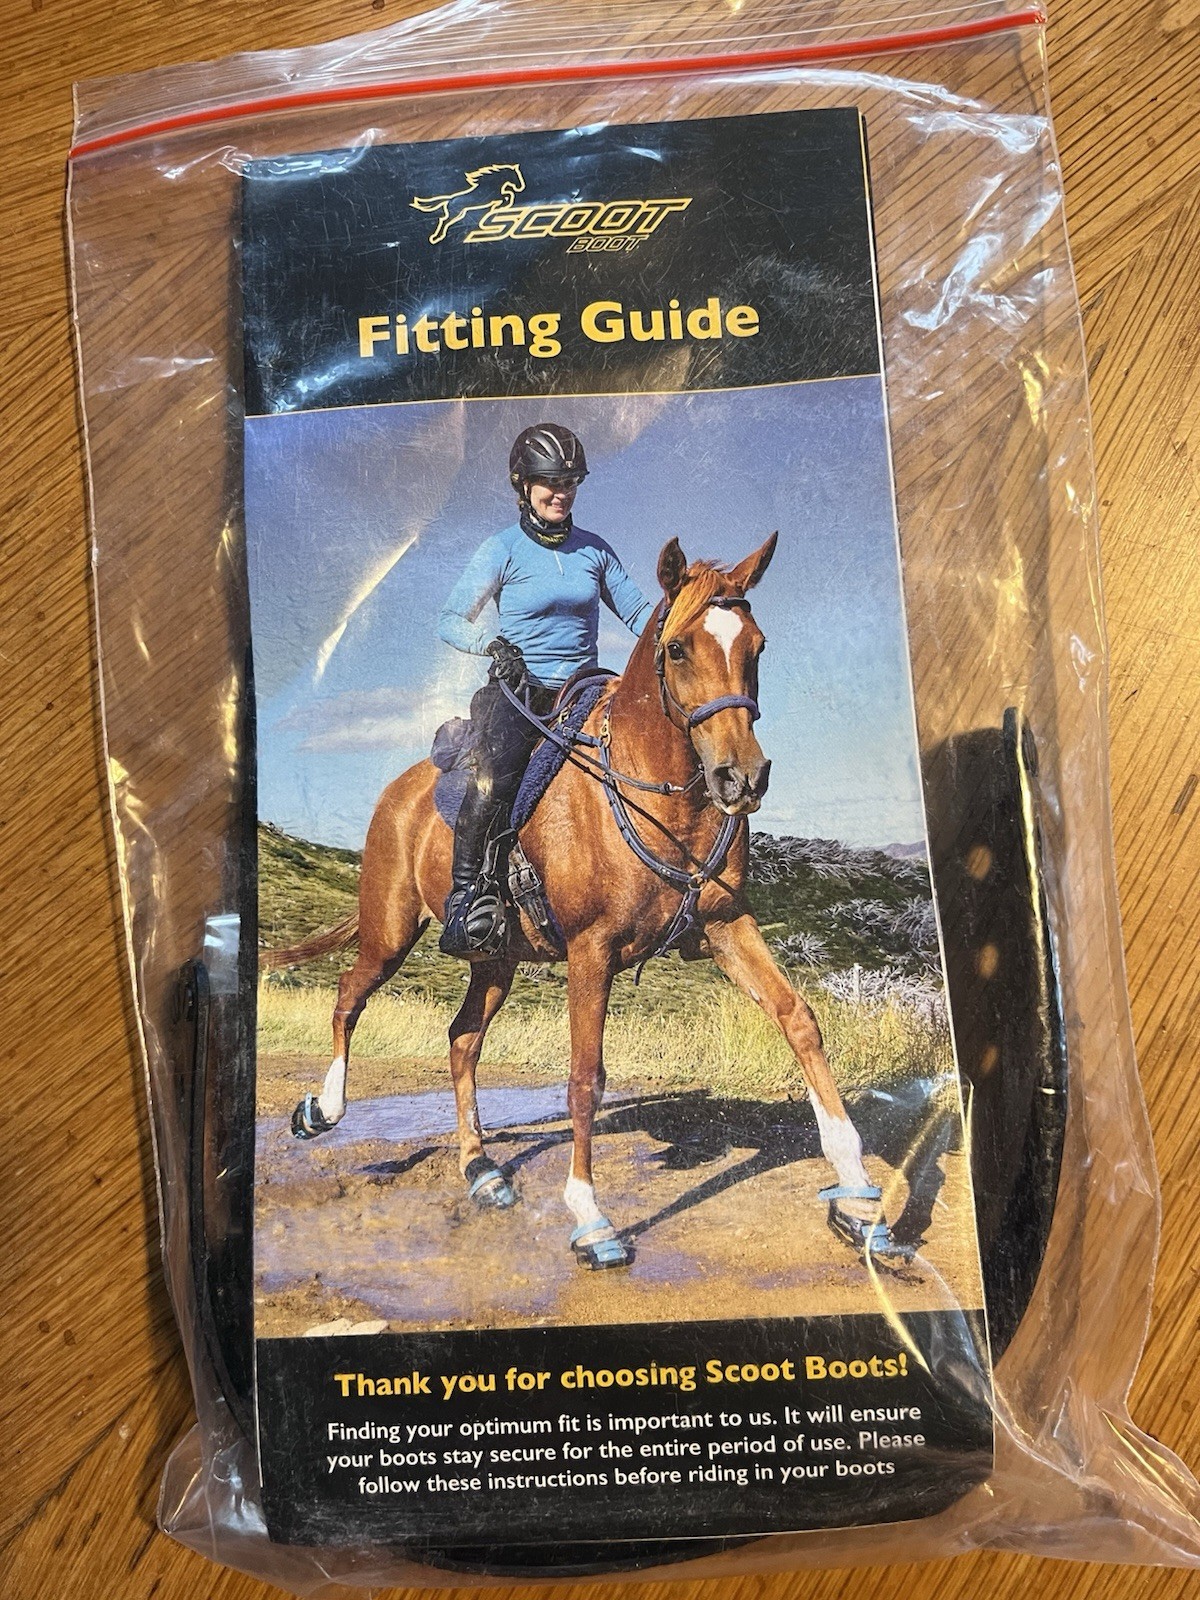 SCOOT
BOOT
Fitting Guide
Thank you for choosing Scoot Boots!
Finding your optimum fit is important to us. It will ensure
your boots stay secure for the entire period of use. Please
follow these instructions before riding in your boots